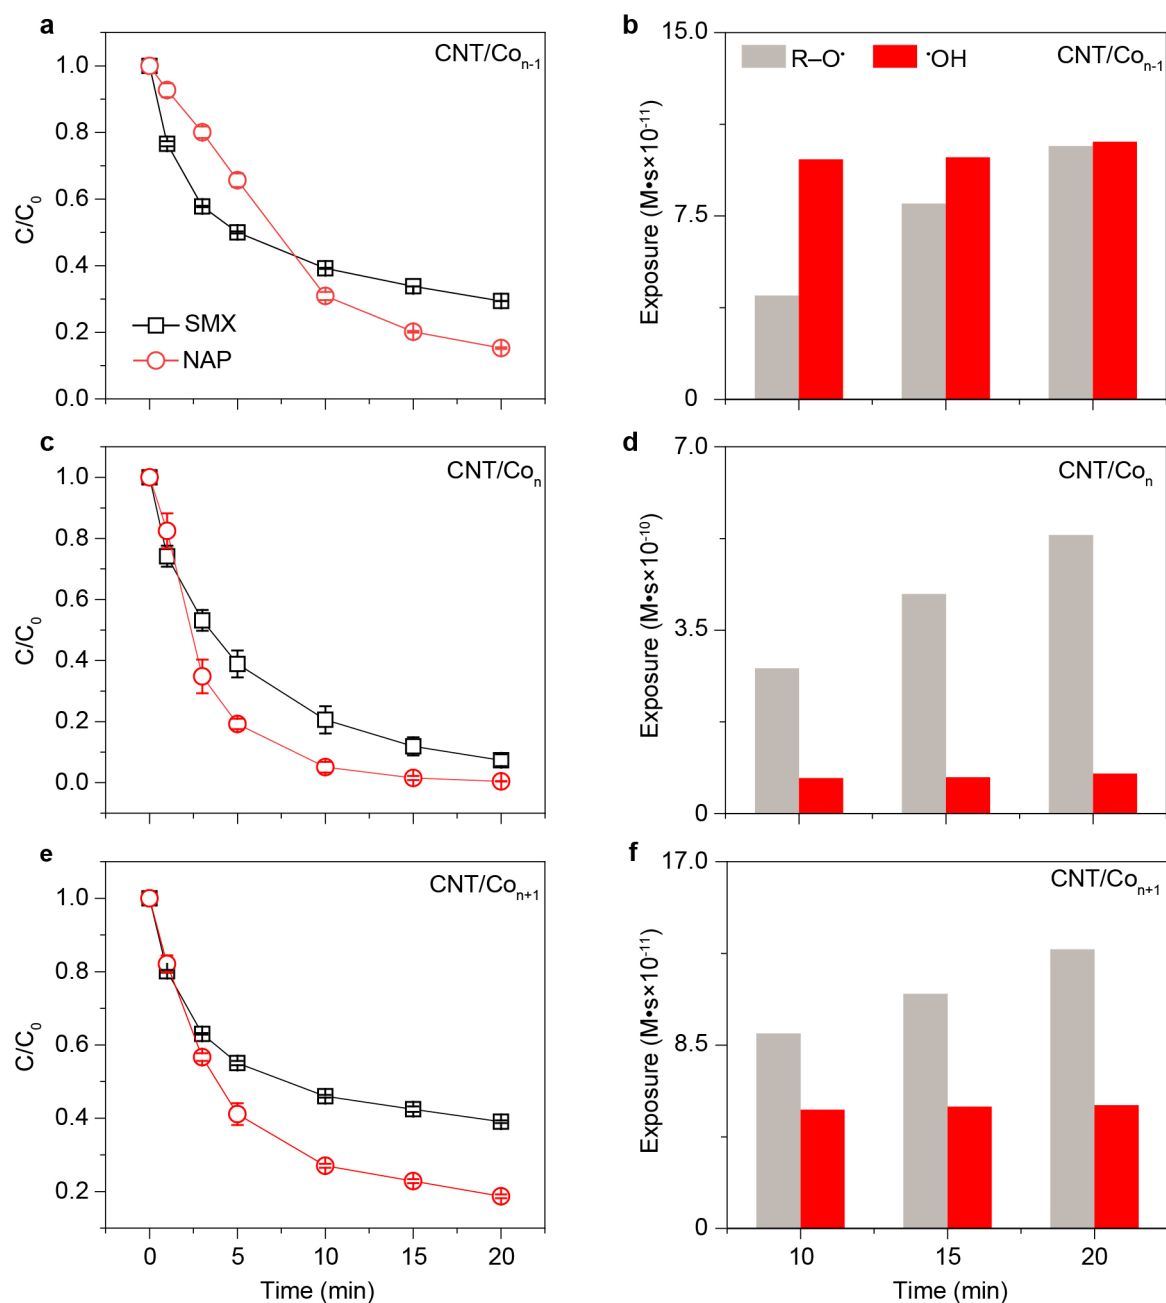 a
CNT/Coₙ₋₁
1.0
0.8
0.6
0.4
0.2
0.0
C/C₀
SMX
NAP
b
R–O• •OH CNT/Coₙ₋₁
15.0
7.5
0
Exposure (M•s×10⁻¹¹)
c
CNT/Coₙ
1.0
0.8
0.6
0.4
0.2
0.0
C/C₀
d
CNT/Coₙ
7.0
3.5
0
Exposure (M•s×10⁻¹⁰)
e
CNT/Coₙ₊₁
1.0
0.8
0.6
0.4
0.2
C/C₀
0 5 10 15 20
Time (min)
f
CNT/Coₙ₊₁
17.0
8.5
0
Exposure (M•s×10⁻¹¹)
10 15 20
Time (min)